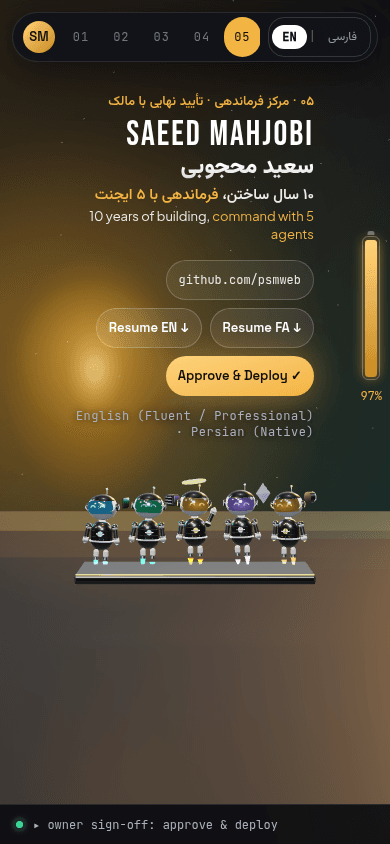 SM 01 02 03 04 05 EN | فارسی
۰۵ · مرکز فرماندهی · تأیید نهایی با مالک
SAEED MAHJOBI
سعید محجوبی
۱۰ سال ساختن، فرماندهی با ۵ ایجنت
10 years of building, command with 5
agents
github.com/psmweb
Resume EN ↓ Resume FA ↓
Approve & Deploy ✓
97%
English (Fluent / Professional)
· Persian (Native)
▸ owner sign-off: approve & deploy